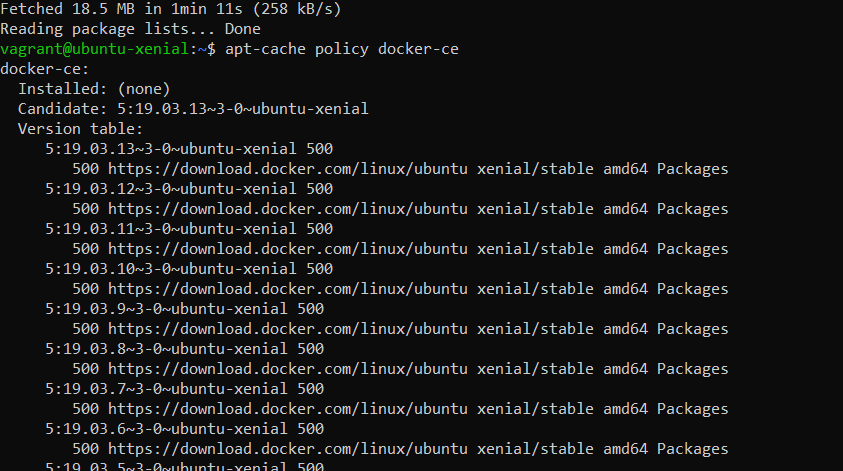 Fetched 18.5 MB in 1min 11s (258 kB/s)
Reading package lists... Done
vagrant@ubuntu-xenial:~$ apt-cache policy docker-ce
docker-ce:
  Installed: (none)
  Candidate: 5:19.03.13~3-0~ubuntu-xenial
  Version table:
     5:19.03.13~3-0~ubuntu-xenial 500
        500 https://download.docker.com/linux/ubuntu xenial/stable amd64 Packages
     5:19.03.12~3-0~ubuntu-xenial 500
        500 https://download.docker.com/linux/ubuntu xenial/stable amd64 Packages
     5:19.03.11~3-0~ubuntu-xenial 500
        500 https://download.docker.com/linux/ubuntu xenial/stable amd64 Packages
     5:19.03.10~3-0~ubuntu-xenial 500
        500 https://download.docker.com/linux/ubuntu xenial/stable amd64 Packages
     5:19.03.9~3-0~ubuntu-xenial 500
        500 https://download.docker.com/linux/ubuntu xenial/stable amd64 Packages
     5:19.03.8~3-0~ubuntu-xenial 500
        500 https://download.docker.com/linux/ubuntu xenial/stable amd64 Packages
     5:19.03.7~3-0~ubuntu-xenial 500
        500 https://download.docker.com/linux/ubuntu xenial/stable amd64 Packages
     5:19.03.6~3-0~ubuntu-xenial 500
        500 https://download.docker.com/linux/ubuntu xenial/stable amd64 Packages
     5:19.03.5~3-0~ubuntu-xenial 500